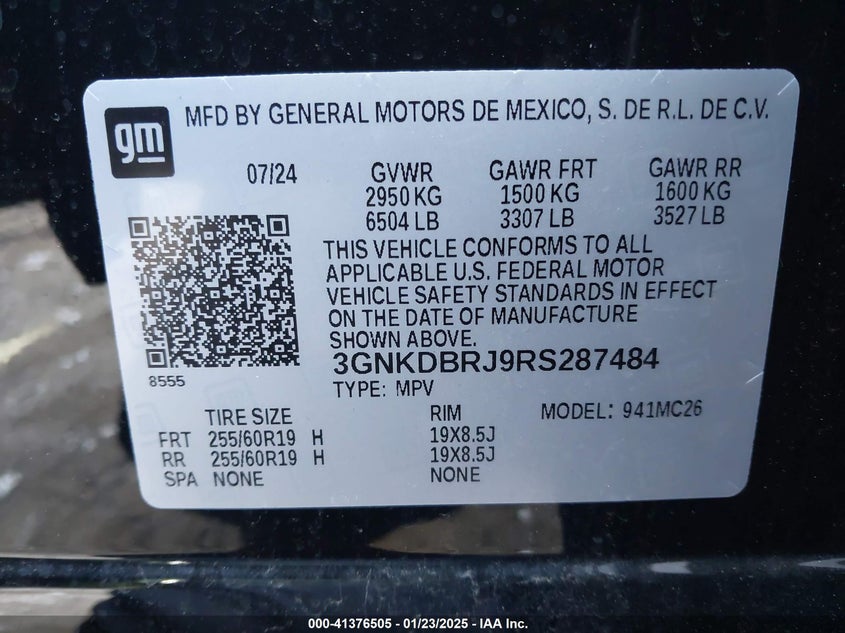 gm
MFD BY GENERAL MOTORS DE MEXICO, S. DE R.L. DE C.V.
07/24 GVWR GAWR FRT GAWR RR
2950 KG 1500 KG 1600 KG
6504 LB 3307 LB 3527 LB
THIS VEHICLE CONFORMS TO ALL
APPLICABLE U.S. FEDERAL MOTOR
VEHICLE SAFETY STANDARDS IN EFFECT
ON THE DATE OF MANUFACTURE
SHOWN ABOVE.
3GNKDBRJ9RS287484
8555
TYPE: MPV
TIRE SIZE RIM MODEL: 941MC26
FRT 255/60R19 H 19X8.5J
RR 255/60R19 H 19X8.5J
SPA NONE NONE
000-41376505 - 01/23/2025 - IAA Inc.